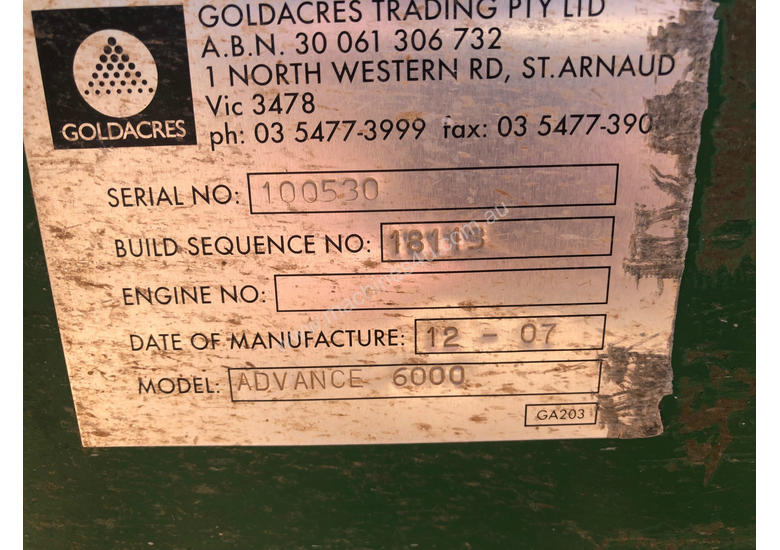 GOLDACRES
GOLDACRES TRADING PTY LTD
A.B.N. 30 061 306 732
1 NORTH WESTERN RD, ST.ARNAUD
Vic 3478
ph: 03 5477-3999 fax: 03 5477-390
SERIAL NO: 100530
BUILD SEQUENCE NO:
ENGINE NO:
DATE OF MANUFACTURE: 12 - 07
MODEL: ADVANCE 6000
GA203